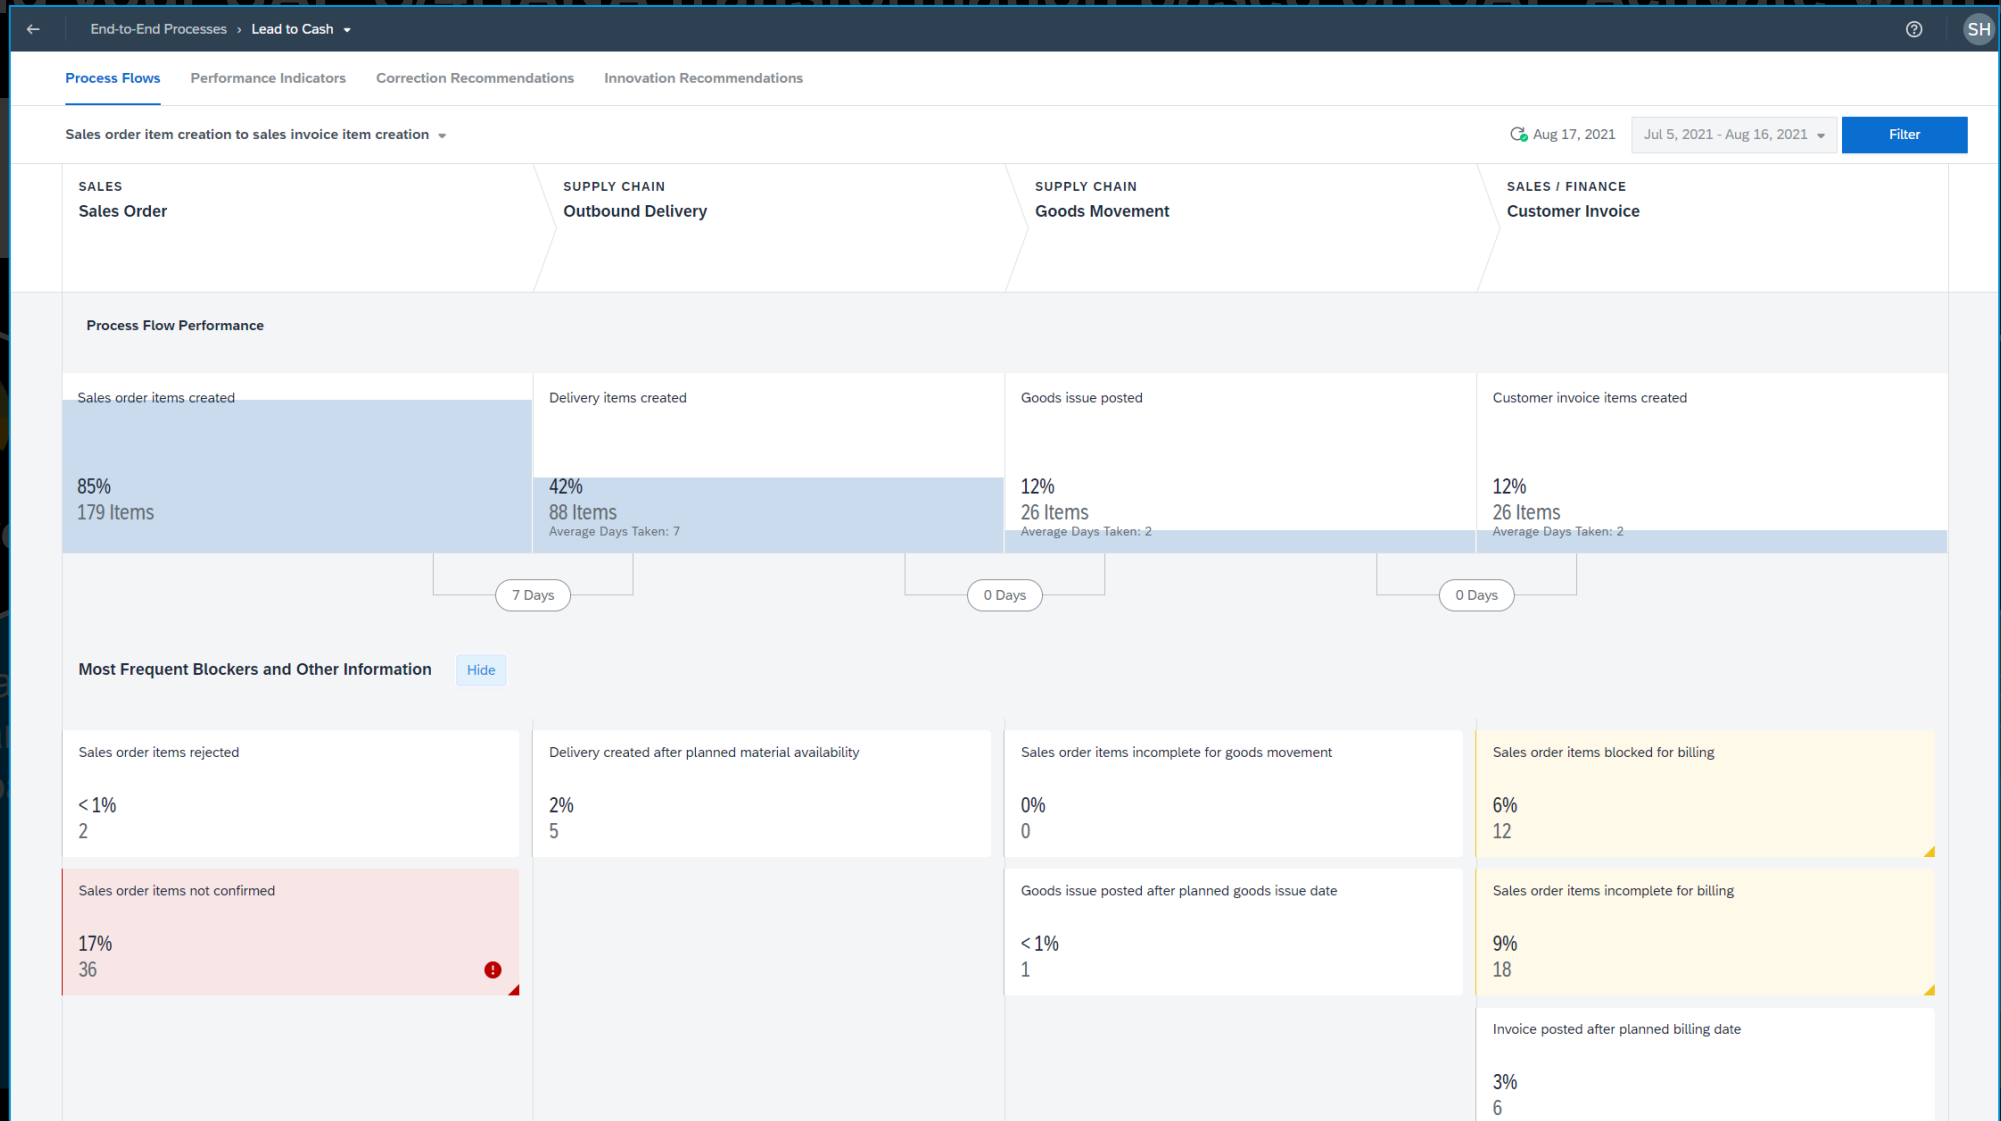 End-to-End Processes › Lead to Cash
SH
Process Flows Performance Indicators Correction Recommendations Innovation Recommendations
Sales order item creation to sales invoice item creation
Aug 17, 2021 Jul 5, 2021 - Aug 16, 2021 Filter
SALES
Sales Order
SUPPLY CHAIN
Outbound Delivery
SUPPLY CHAIN
Goods Movement
SALES / FINANCE
Customer Invoice
Process Flow Performance
Sales order items created
85%
179 Items
Delivery items created
42%
88 Items
Average Days Taken: 7
Goods issue posted
12%
26 Items
Average Days Taken: 2
Customer invoice items created
12%
26 Items
Average Days Taken: 2
7 Days
0 Days
0 Days
Most Frequent Blockers and Other Information Hide
Sales order items rejected
< 1%
2
Delivery created after planned material availability
2%
5
Sales order items incomplete for goods movement
0%
0
Sales order items blocked for billing
6%
12
Sales order items not confirmed
17%
36
Goods issue posted after planned goods issue date
< 1%
1
Sales order items incomplete for billing
9%
18
Invoice posted after planned billing date
3%
6